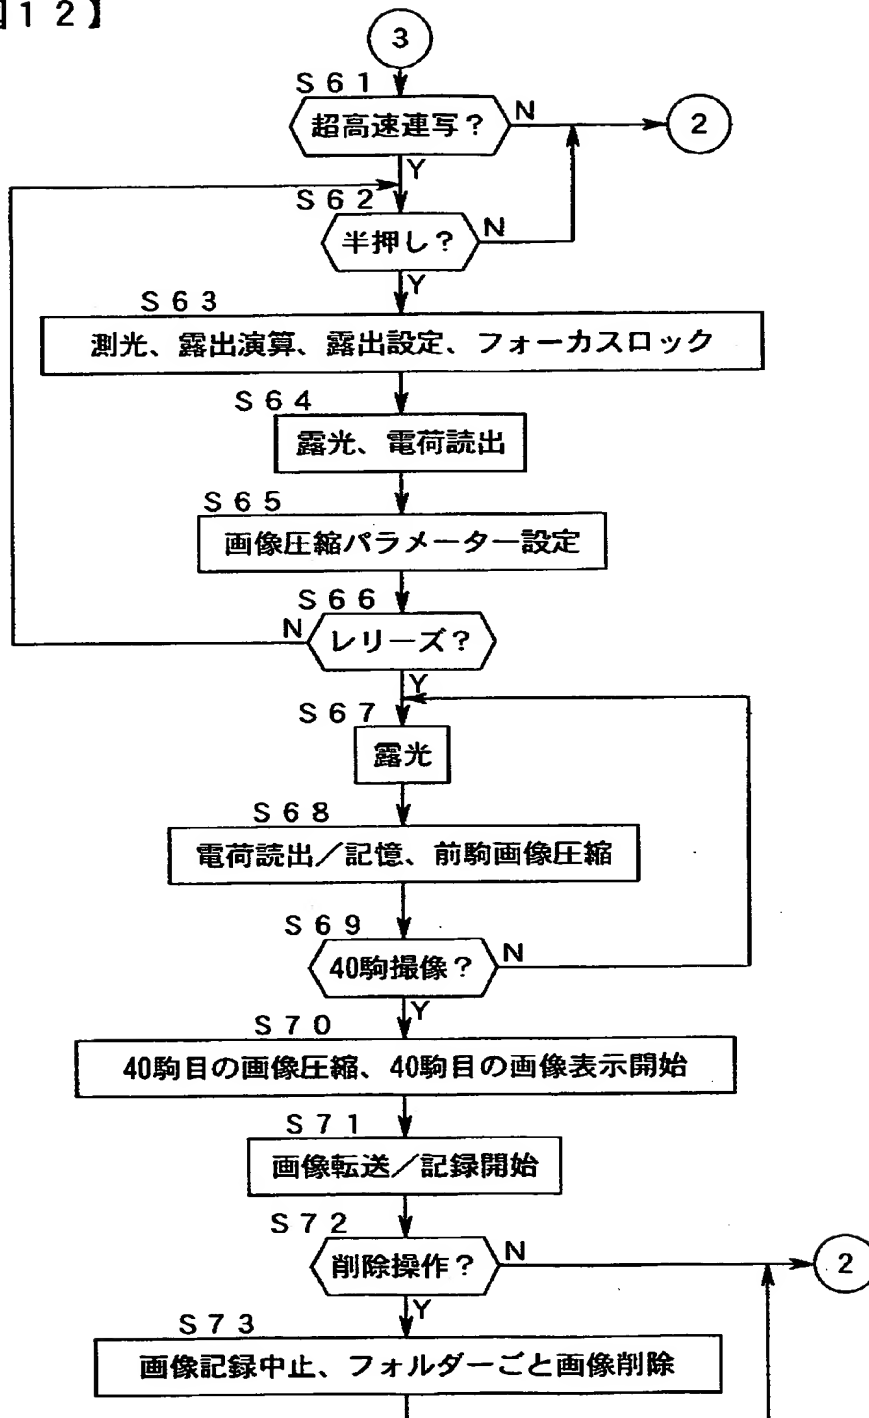 図１２】
3
Ｓ６１
超高速連写？
N
2
Y
Ｓ６２
半押し？
N
Y
Ｓ６３
測光、露出演算、露出設定、フォーカスロック
Ｓ６４
露光、電荷読出
Ｓ６５
画像圧縮パラメーター設定
Ｓ６６
N
レリーズ？
Y
Ｓ６７
露光
Ｓ６８
電荷読出／記憶、前駒画像圧縮
Ｓ６９
40駒撮像？
N
Y
Ｓ７０
40駒目の画像圧縮、40駒目の画像表示開始
Ｓ７１
画像転送／記録開始
Ｓ７２
削除操作？
N
2
Y
Ｓ７３
画像記録中止、フォルダーごと画像削除